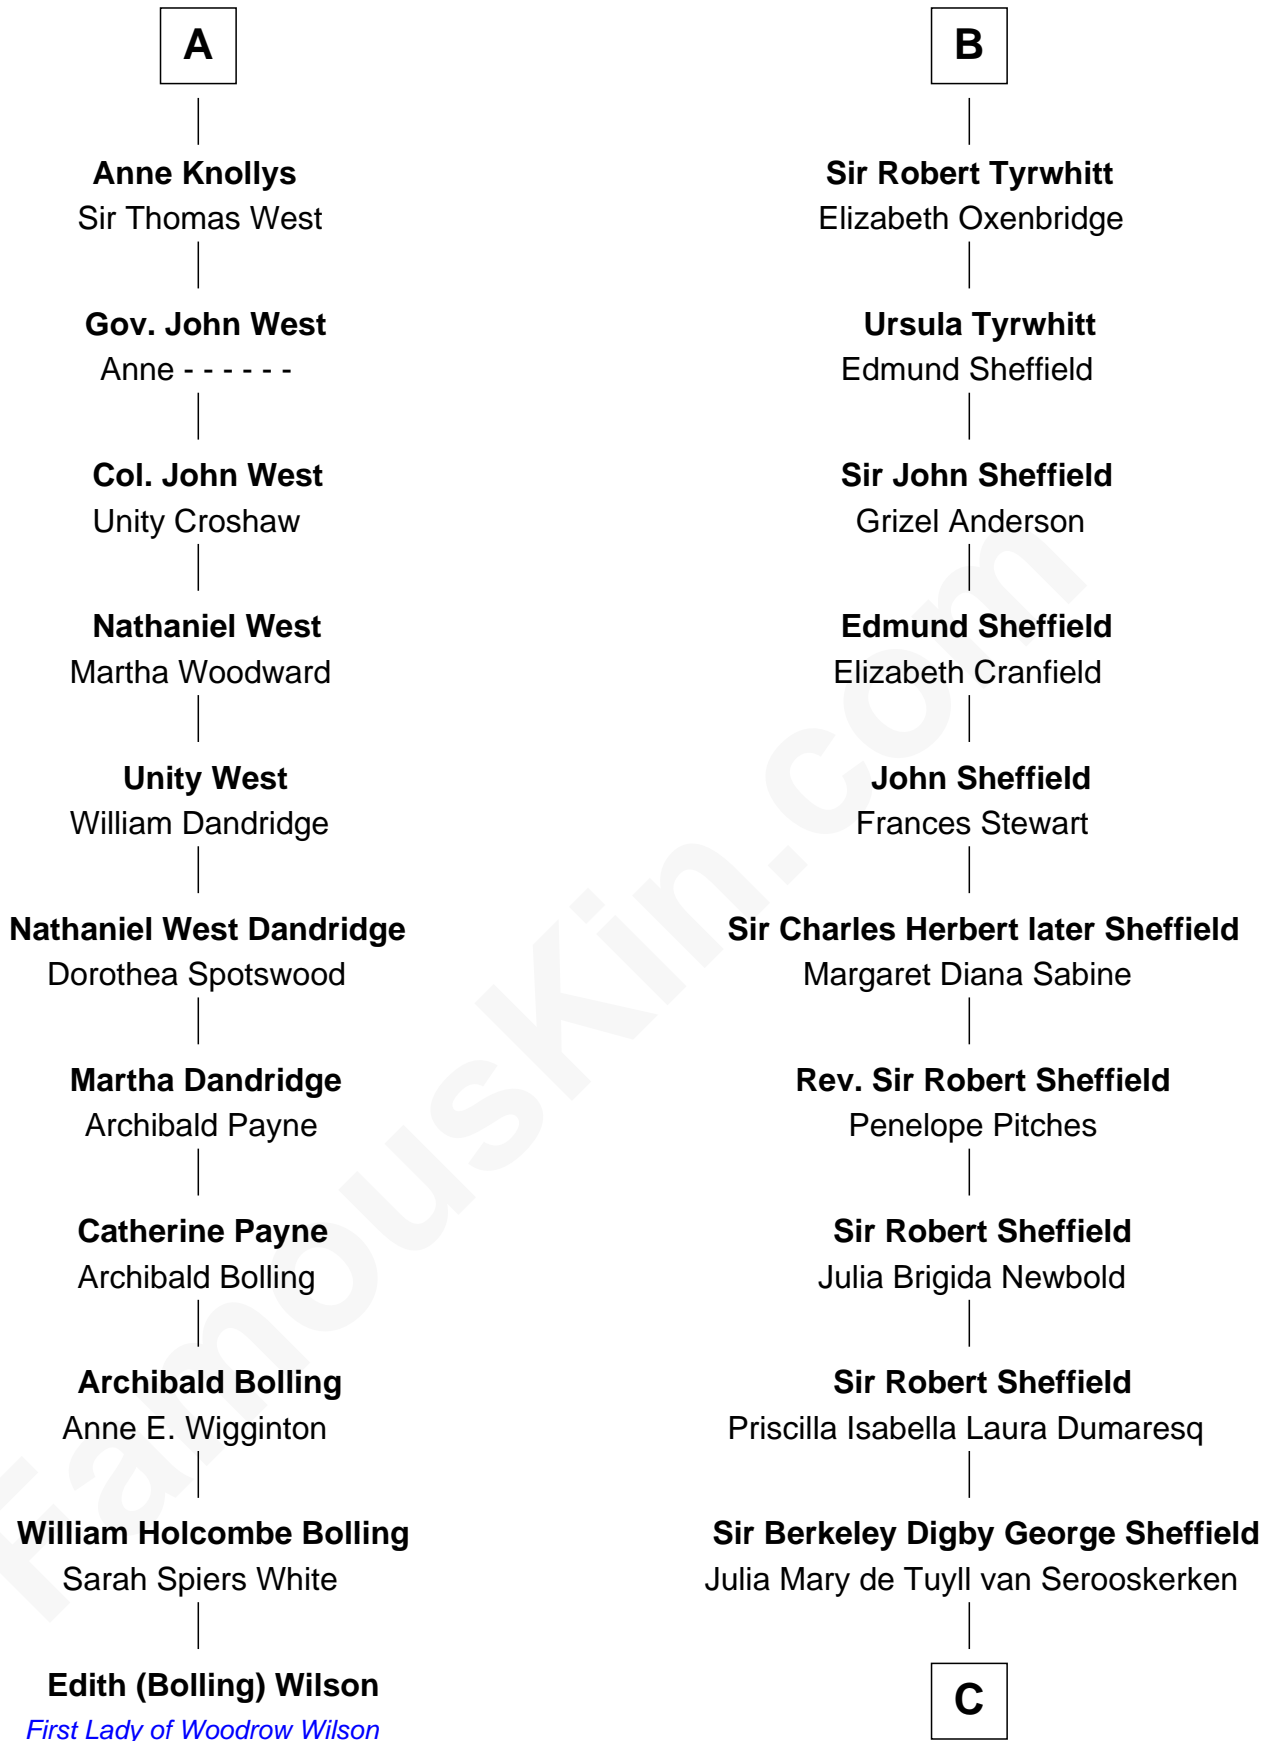 A
Anne Knollys
Sir Thomas West
Gov. John West
Anne - - - - - -
Col. John West
Unity Croshaw
Nathaniel West
Martha Woodward
Unity West
William Dandridge
Nathaniel West Dandridge
Dorothea Spotswood
Martha Dandridge
Archibald Payne
Catherine Payne
Archibald Bolling
Archibald Bolling
Anne E. Wigginton
William Holcombe Bolling
Sarah Spiers White
Edith (Bolling) Wilson
First Lady of Woodrow Wilson
B
Sir Robert Tyrwhitt
Elizabeth Oxenbridge
Ursula Tyrwhitt
Edmund Sheffield
Sir John Sheffield
Grizel Anderson
Edmund Sheffield
Elizabeth Cranfield
John Sheffield
Frances Stewart
Sir Charles Herbert later Sheffield
Margaret Diana Sabine
Rev. Sir Robert Sheffield
Penelope Pitches
Sir Robert Sheffield
Julia Brigida Newbold
Sir Robert Sheffield
Priscilla Isabella Laura Dumaresq
Sir Berkeley Digby George Sheffield
Julia Mary de Tuyll van Serooskerken
C
FamousKin.com